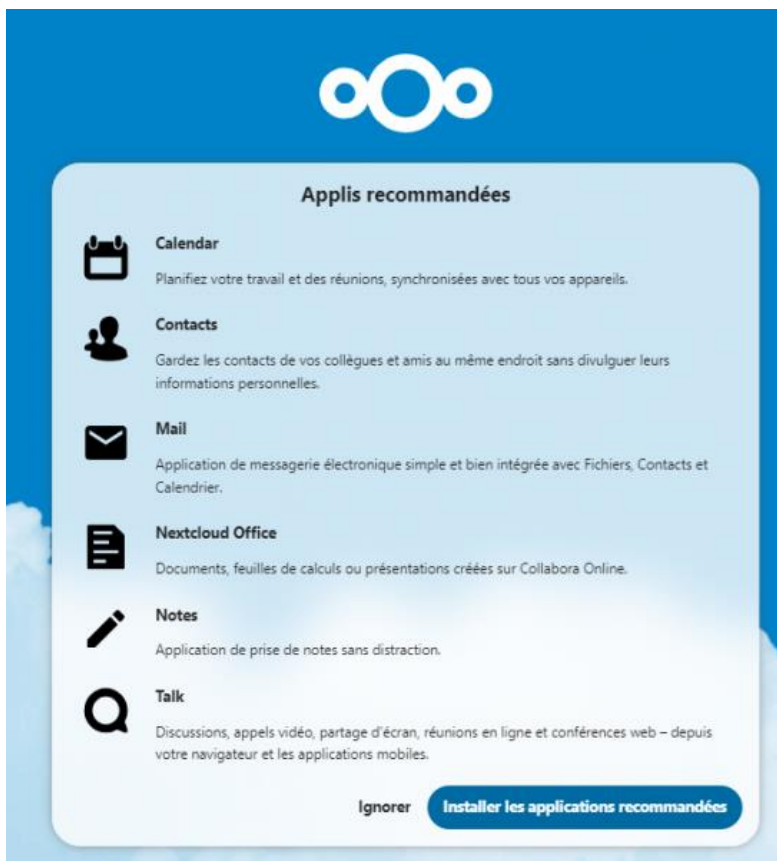 Applis recommandées
Calendar
Planifiez votre travail et des réunions, synchronisées avec tous vos appareils.
Contacts
Gardez les contacts de vos collègues et amis au même endroit sans divulguer leurs
informations personnelles.
Mail
Application de messagerie électronique simple et bien intégrée avec Fichiers, Contacts et
Calendrier.
Nextcloud Office
Documents, feuilles de calculs ou présentations créées sur Collabora Online.
Notes
Application de prise de notes sans distraction.
Talk
Discussions, appels vidéo, partage d'écran, réunions en ligne et conférences web – depuis
votre navigateur et les applications mobiles.
Ignorer Installer les applications recommandées